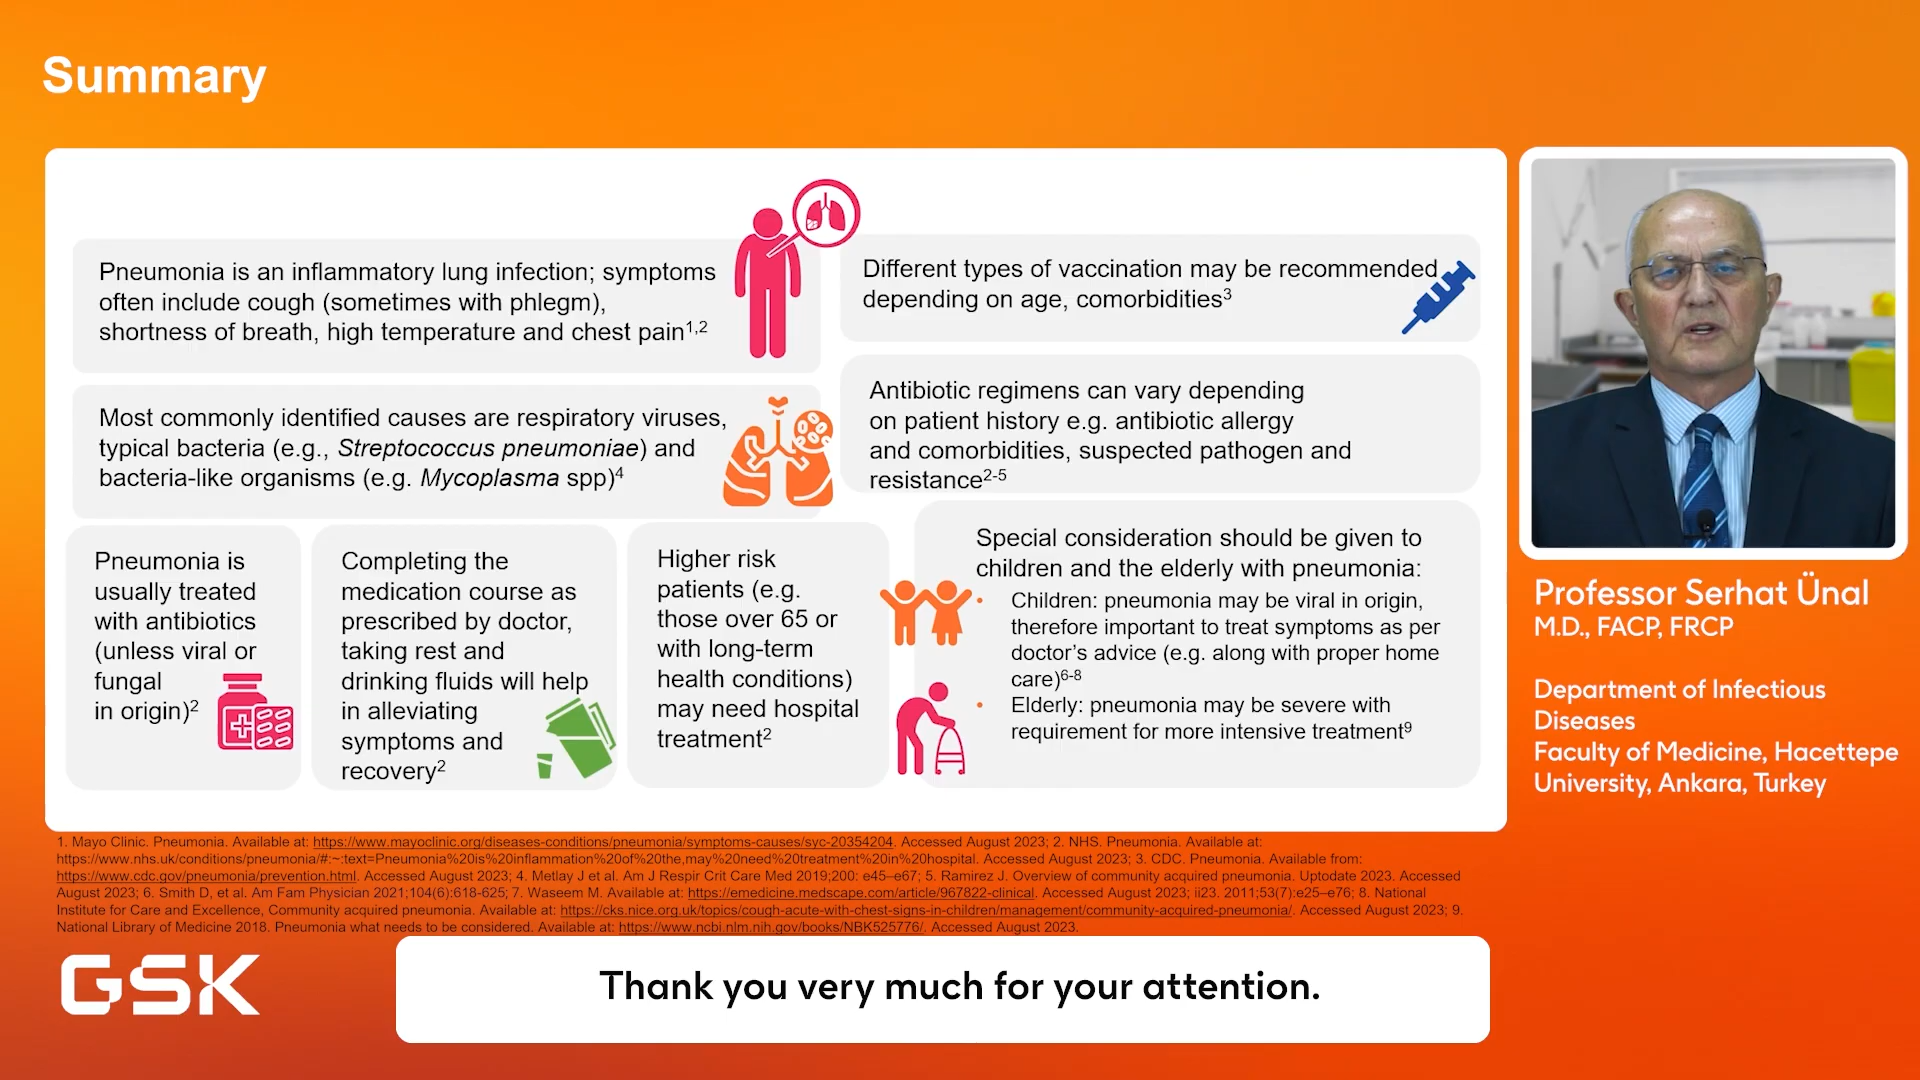 Summary
Pneumonia is an inflammatory lung infection; symptoms
often include cough (sometimes with phlegm),
shortness of breath, high temperature and chest pain1,2
Different types of vaccination may be recommended
depending on age, comorbidities3
Most commonly identified causes are respiratory viruses,
typical bacteria (e.g., Streptococcus pneumoniae) and
bacteria-like organisms (e.g. Mycoplasma spp)4
Antibiotic regimens can vary depending
on patient history e.g. antibiotic allergy
and comorbidities, suspected pathogen and
resistance2-5
Pneumonia is
usually treated
with antibiotics
(unless viral or
fungal
in origin)2
Completing the
medication course as
prescribed by doctor,
taking rest and
drinking fluids will help
in alleviating
symptoms and
recovery2
Higher risk
patients (e.g.
those over 65 or
with long-term
health conditions)
may need hospital
treatment2
Special consideration should be given to
children and the elderly with pneumonia:
• Children: pneumonia may be viral in origin,
therefore important to treat symptoms as per
doctor's advice (e.g. along with proper home
care)6-8
• Elderly: pneumonia may be severe with
requirement for more intensive treatment9
Professor Serhat Ünal
M.D., FACP, FRCP
Department of Infectious
Diseases
Faculty of Medicine, Hacettepe
University, Ankara, Turkey
1. Mayo Clinic. Pneumonia. Available at: https://www.mayoclinic.org/diseases-conditions/pneumonia/symptoms-causes/syc-20354204. Accessed August 2023; 2. NHS. Pneumonia. Available at:
https://www.nhs.uk/conditions/pneumonia/#:~:text=Pneumonia%20is%20inflammation%20of%20the,may%20need%20treatment%20in%20hospital. Accessed August 2023; 3. CDC. Pneumonia. Available from:
https://www.cdc.gov/pneumonia/prevention.html. Accessed August 2023; 4. Metlay J et al. Am J Respir Crit Care Med 2019;200: e45–e67; 5. Ramirez J. Overview of community acquired pneumonia. Uptodate 2023. Accessed
August 2023; 6. Smith D, et al. Am Fam Physician 2021;104(6):618-625; 7. Waseem M. Available at: https://emedicine.medscape.com/article/967822-clinical. Accessed August 2023; ii23. 2011;53(7):e25–e76; 8. National
Institute for Care and Excellence, Community acquired pneumonia. Available at: https://cks.nice.org.uk/topics/cough-acute-with-chest-signs-in-children/management/community-acquired-pneumonia/. Accessed August 2023; 9.
National Library of Medicine 2018. Pneumonia what needs to be considered. Available at: https://www.ncbi.nlm.nih.gov/books/NBK525776/. Accessed August 2023.
GSK
Thank you very much for your attention.